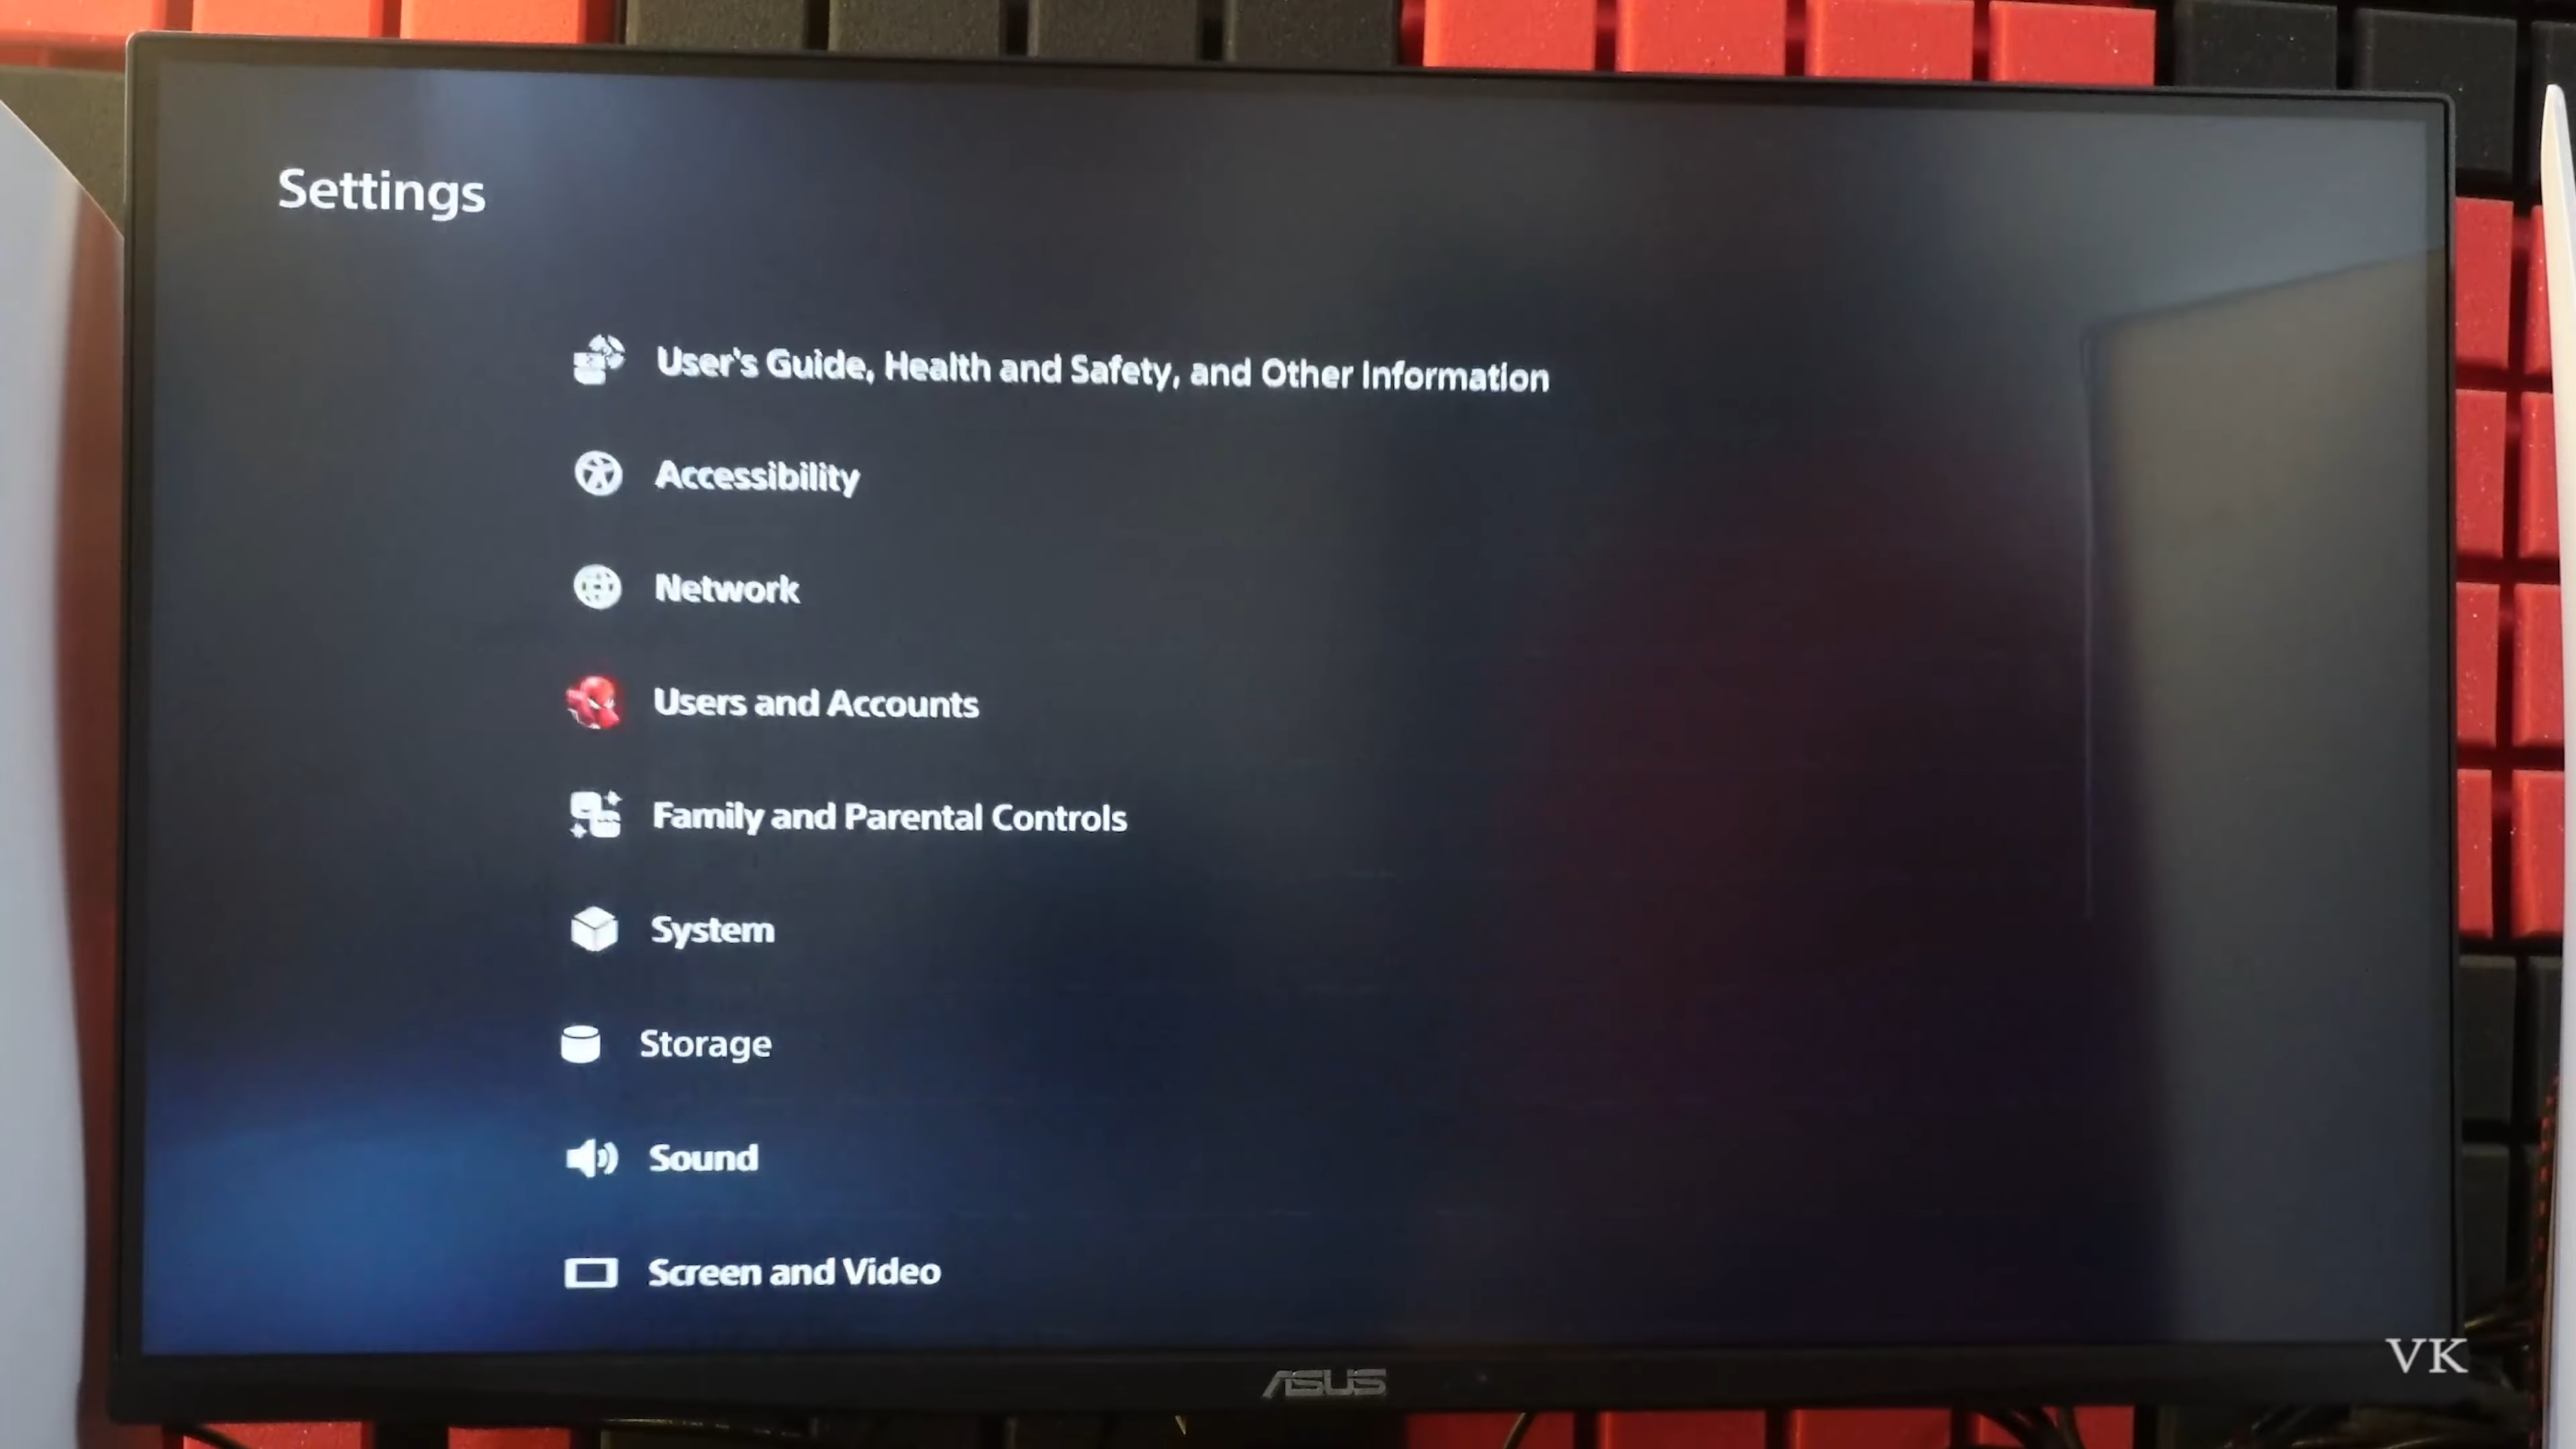 Settings
User's Guide, Health and Safety, and Other Information
Accessibility
Network
Users and Accounts
Family and Parental Controls
System
Storage
Sound
Screen and Video
ASUS
VK